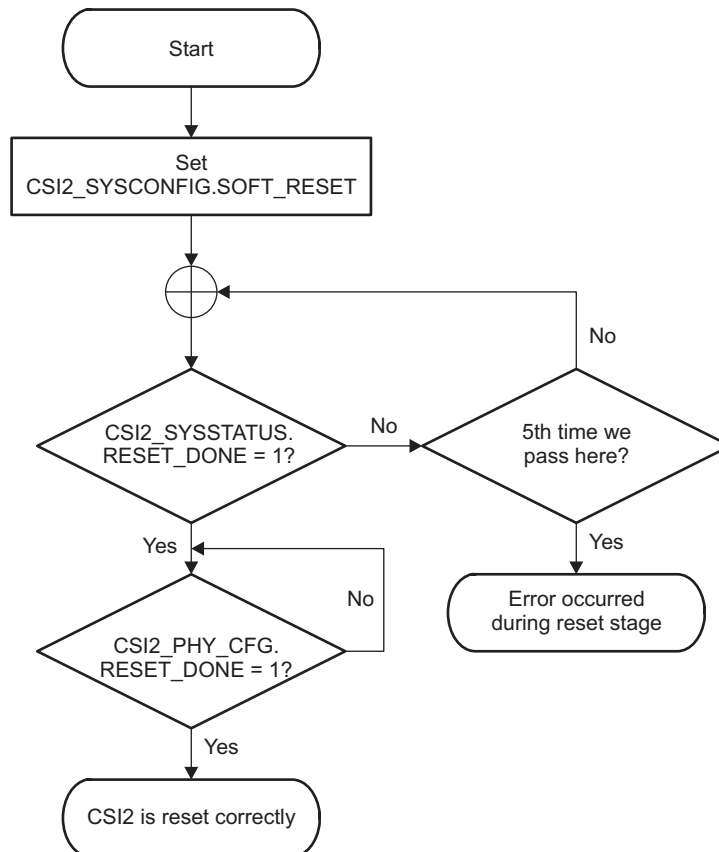 Start
Set
CSI2_SYSCONFIG.SOFT_RESET
No
CSI2_SYSSTATUS.
RESET_DONE = 1?
No
5th time we
pass here?
Yes
Yes
No
Error occurred
during reset stage
CSI2_PHY_CFG.
RESET_DONE = 1?
Yes
CSI2 is reset correctly